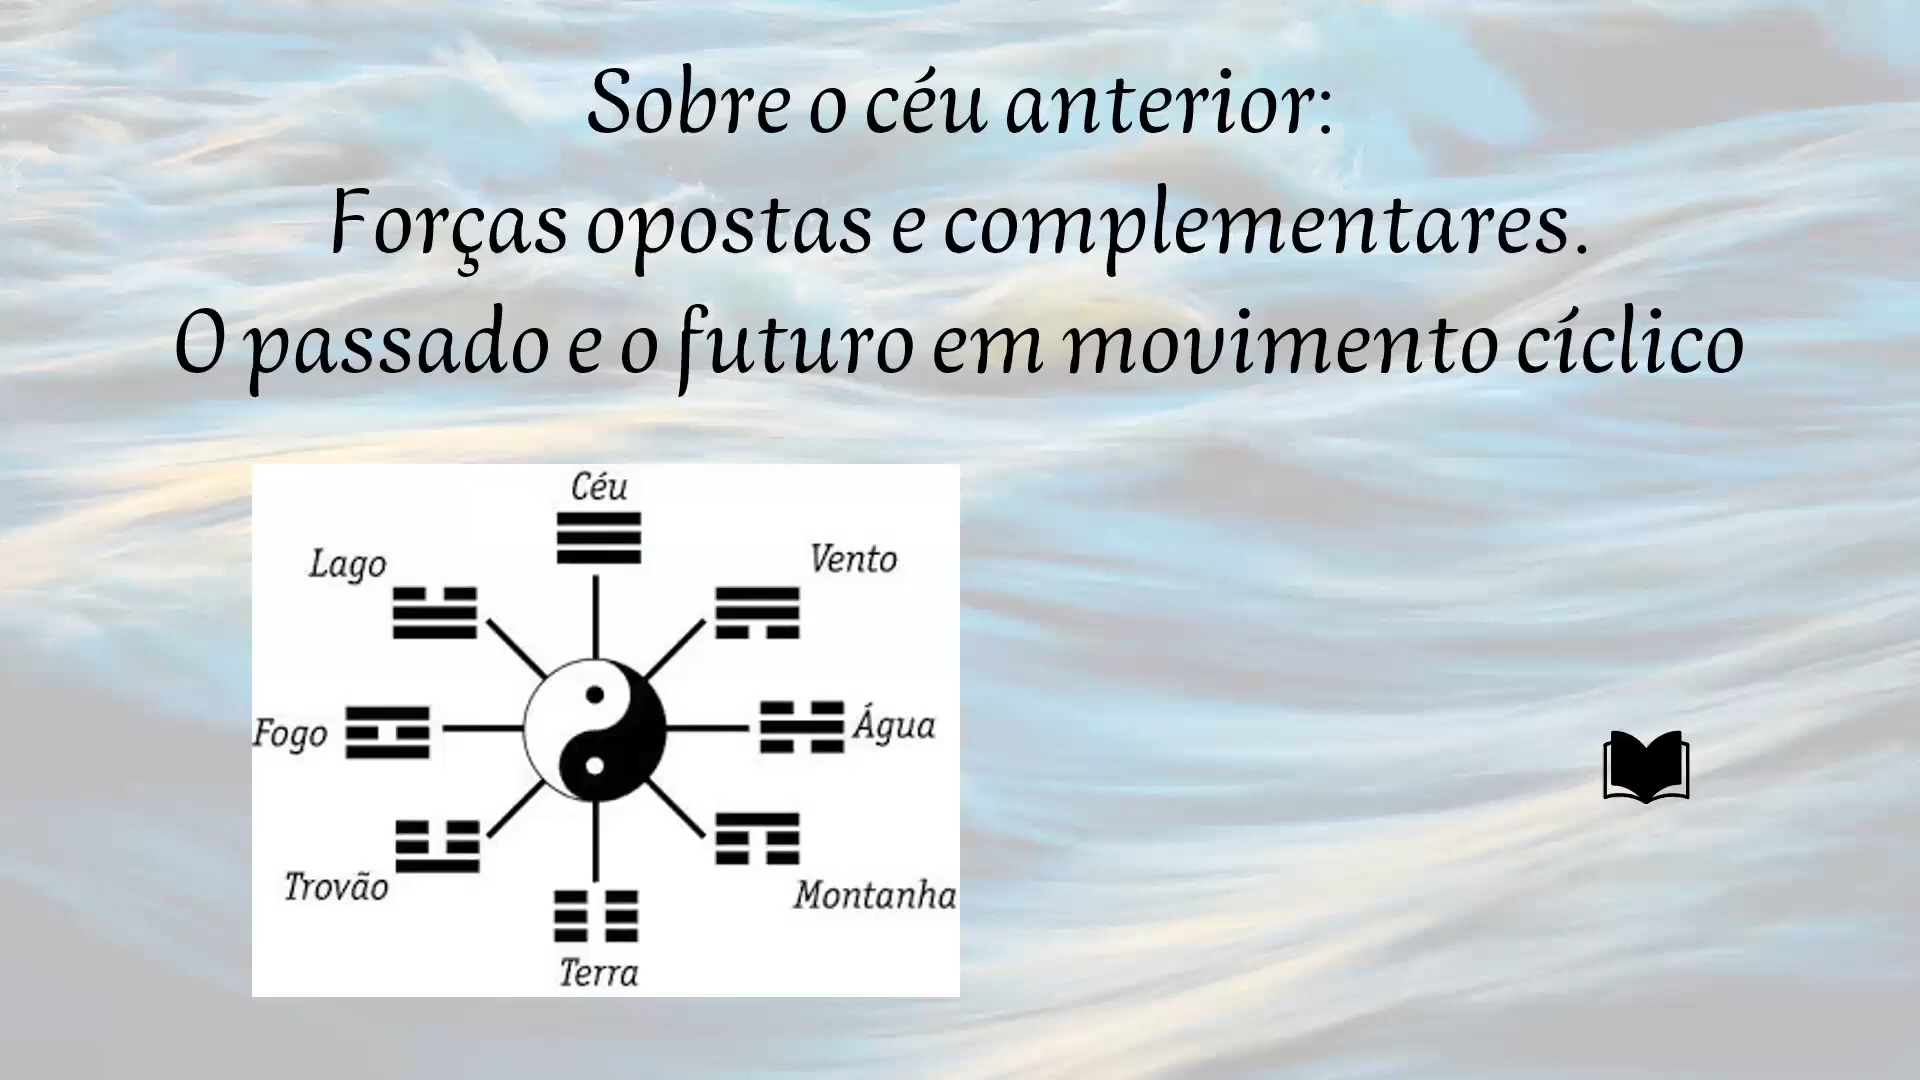 Sobre o céu anterior:
Forças opostas e complementares.
O passado e o futuro em movimento cíclico
Céu
Lago
Vento
Fogo
Água
Trovão
Montanha
Terra